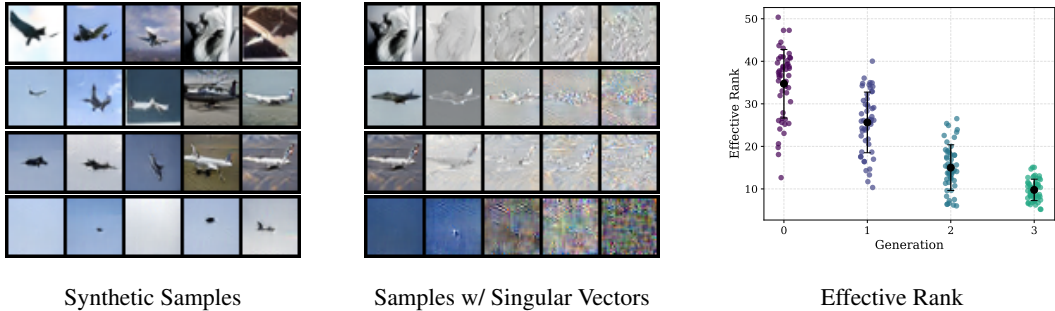 50
40
30
20
10
Effective Rank
0 1 2 3
Generation
Synthetic Samples
Samples w/ Singular Vectors
Effective Rank